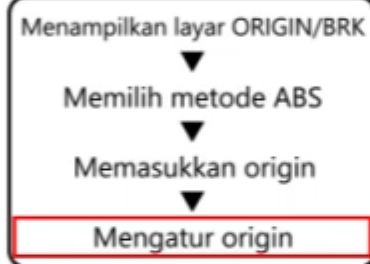 Menampilkan layar ORIGIN/BRK
▼
Memilih metode ABS
▼
Memasukkan origin
▼
Mengatur origin